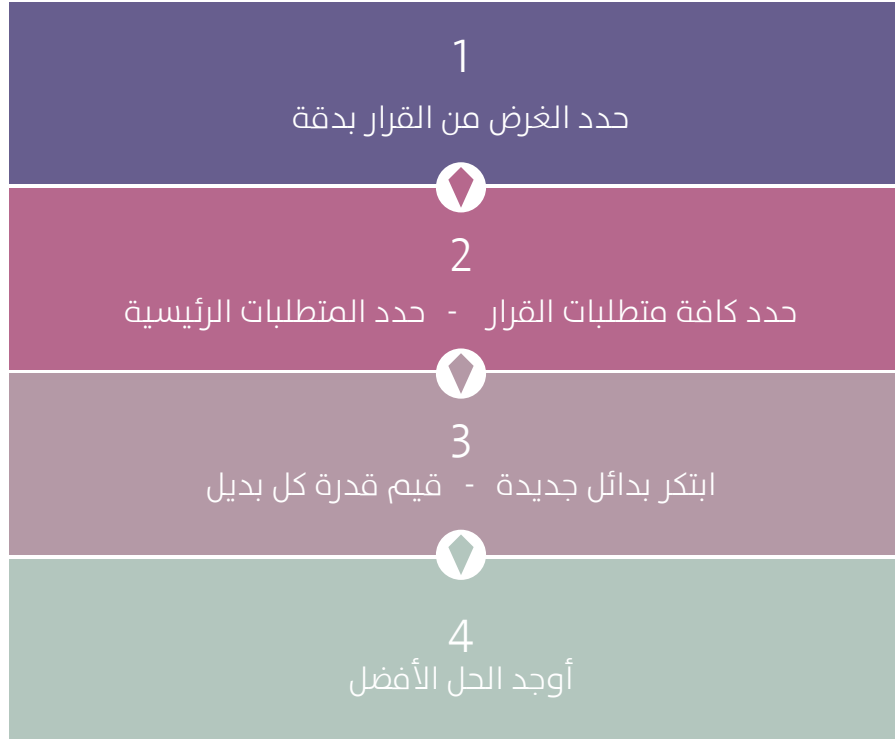 1
حدد الغرض من القرار بدقة
2
حدد كافة متطلبات القرار - حدد المتطلبات الرئيسية
3
ابتكر بدائل جديدة - قيم قدرة كل بديل
4
أوجد الحل الأفضل